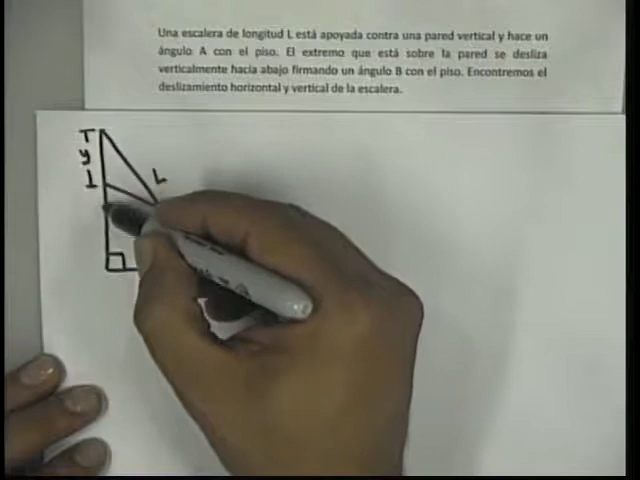 Una escalera de longitud L está apoyada contra una pared vertical y hace un
ángulo A con el piso. El extremo que está sobre la pared se desliza
verticalmente hacia abajo firmando un ángulo B con el piso. Encontremos el
deslizamiento horizontal y vertical de la escalera.
y
L